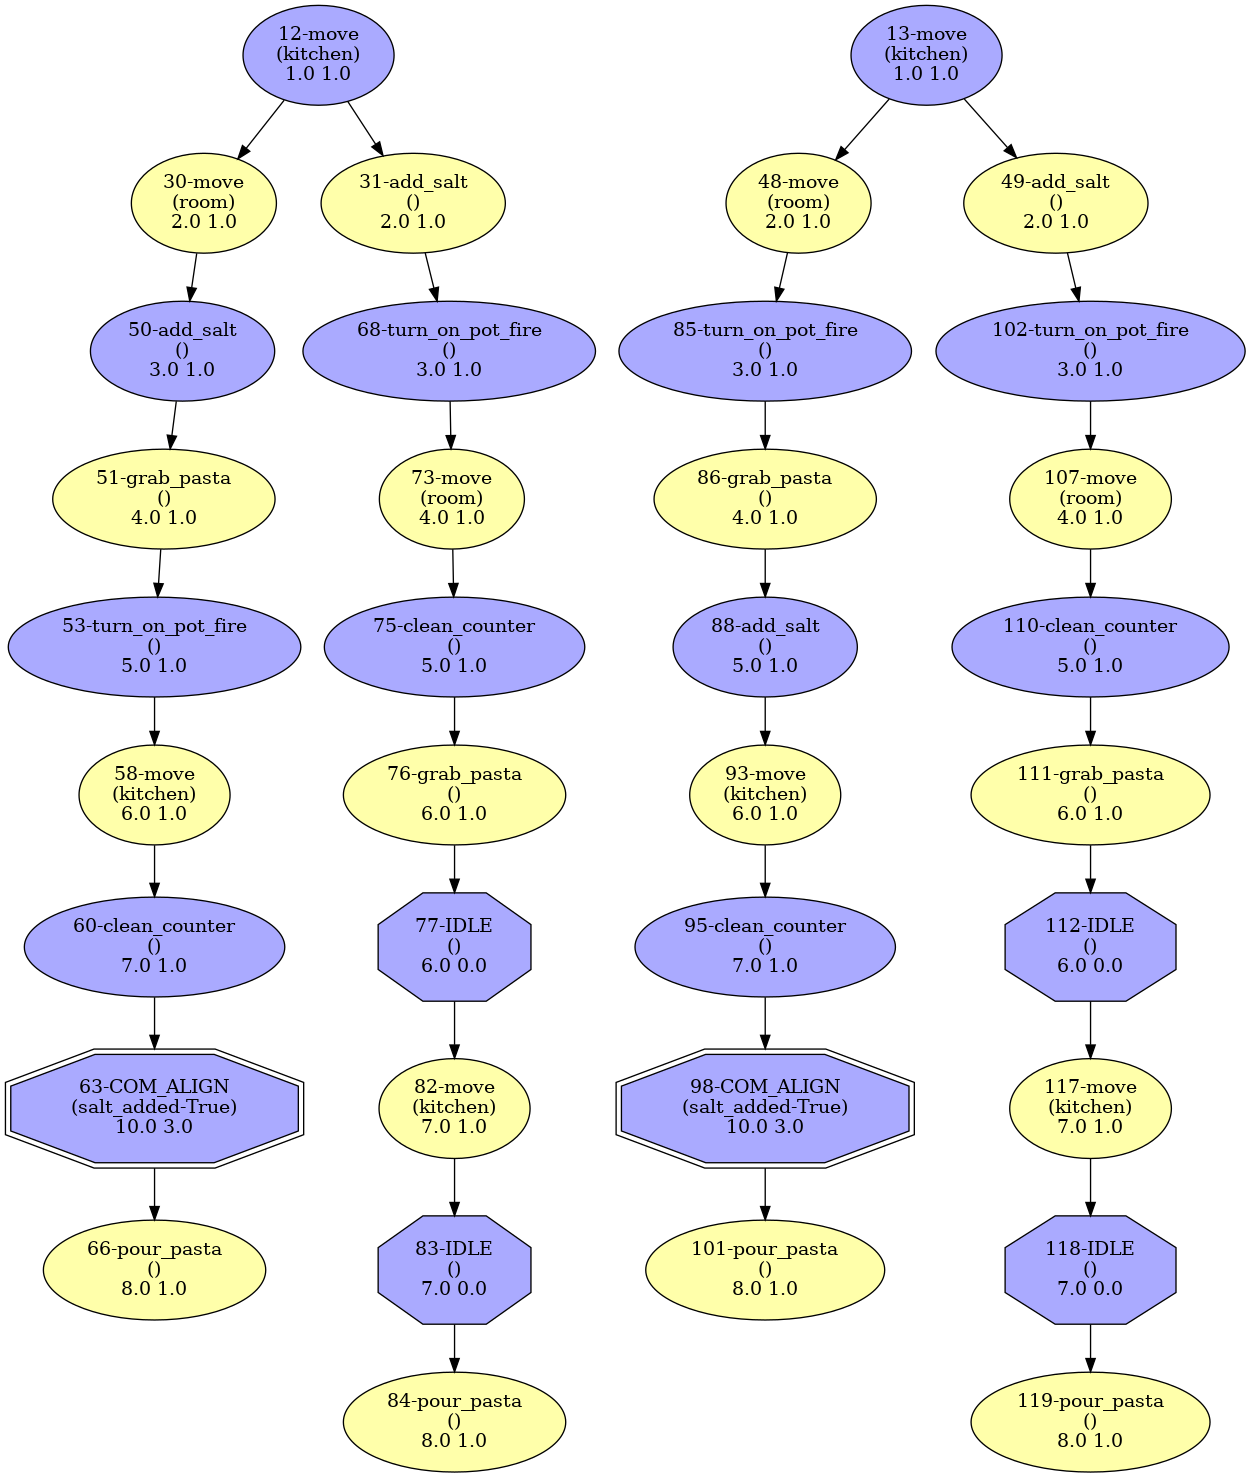 12-move
(kitchen)
1.0 1.0
13-move
(kitchen)
1.0 1.0
30-move
(room)
2.0 1.0
31-add_salt
()
2.0 1.0
48-move
(room)
2.0 1.0
49-add_salt
()
2.0 1.0
50-add_salt
()
3.0 1.0
68-turn_on_pot_fire
()
3.0 1.0
85-turn_on_pot_fire
()
3.0 1.0
102-turn_on_pot_fire
()
3.0 1.0
51-grab_pasta
()
4.0 1.0
73-move
(room)
4.0 1.0
86-grab_pasta
()
4.0 1.0
107-move
(room)
4.0 1.0
53-turn_on_pot_fire
()
5.0 1.0
75-clean_counter
()
5.0 1.0
88-add_salt
()
5.0 1.0
110-clean_counter
()
5.0 1.0
58-move
(kitchen)
6.0 1.0
76-grab_pasta
()
6.0 1.0
93-move
(kitchen)
6.0 1.0
111-grab_pasta
()
6.0 1.0
60-clean_counter
()
7.0 1.0
77-IDLE
()
6.0 0.0
95-clean_counter
()
7.0 1.0
112-IDLE
()
6.0 0.0
63-COM_ALIGN
(salt_added-True)
10.0 3.0
82-move
(kitchen)
7.0 1.0
98-COM_ALIGN
(salt_added-True)
10.0 3.0
117-move
(kitchen)
7.0 1.0
66-pour_pasta
()
8.0 1.0
83-IDLE
()
7.0 0.0
101-pour_pasta
()
8.0 1.0
118-IDLE
()
7.0 0.0
84-pour_pasta
()
8.0 1.0
119-pour_pasta
()
8.0 1.0